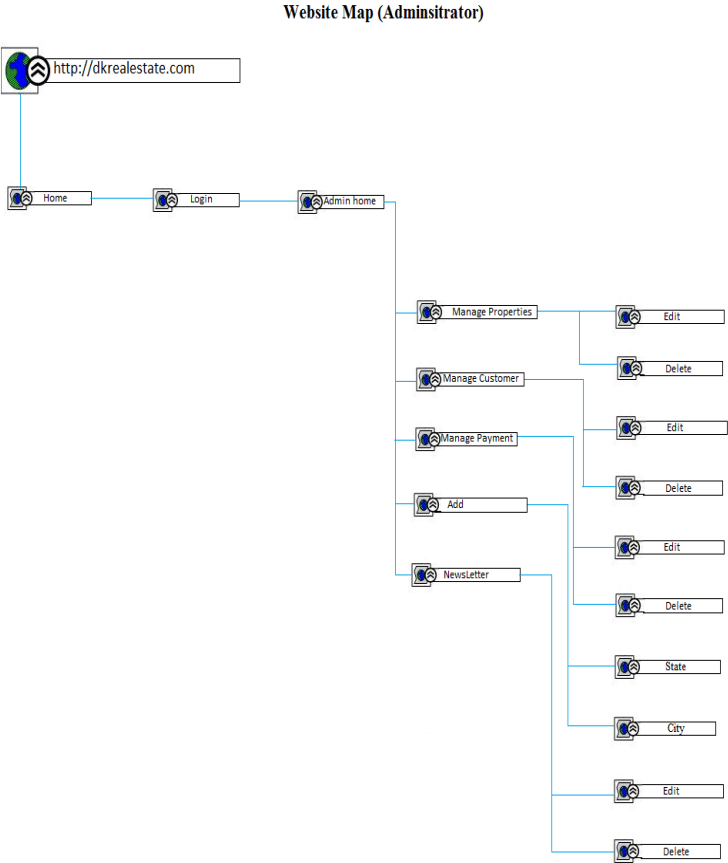 Website Map (Adminsitrator)
http://dkrealestate.com
Home
Login
Admin home
Manage Properties
Edit
Delete
Manage Customer
Edit
Delete
Manage Payment
Edit
Delete
Add
State
City
NewsLetter
Edit
Delete